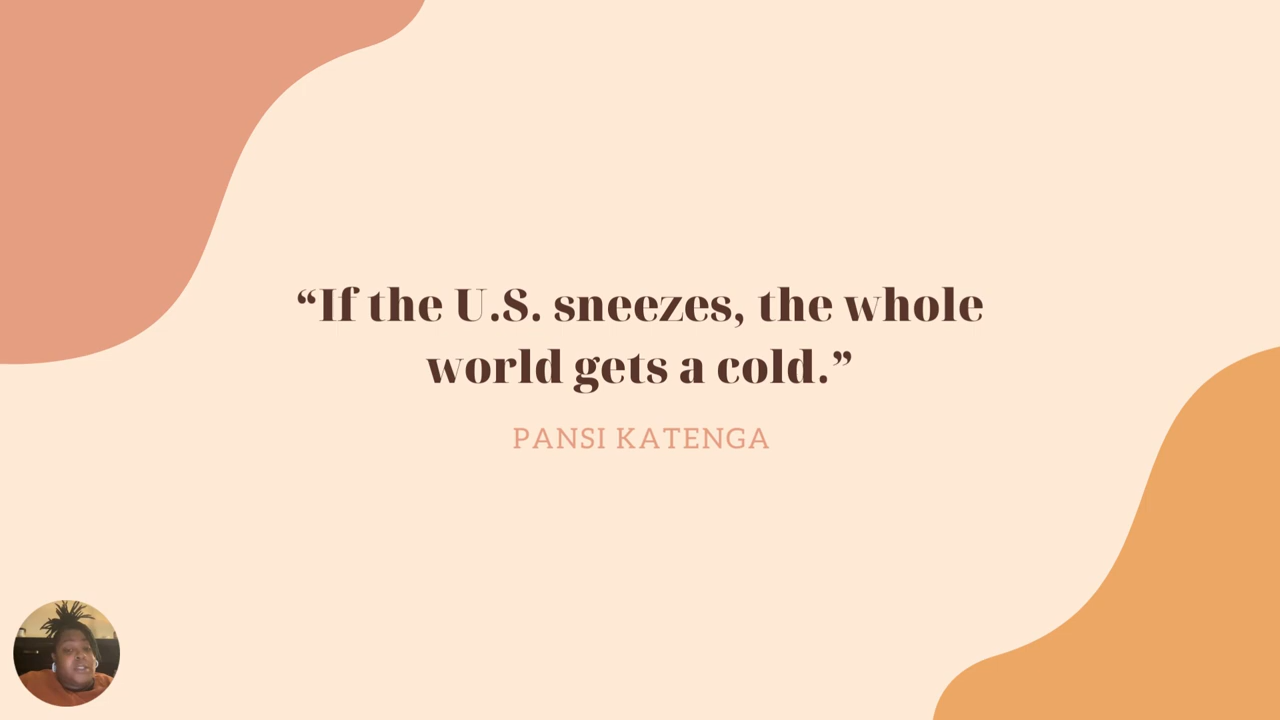 “If the U.S. sneezes, the whole
world gets a cold.”
PANSI KATENGA